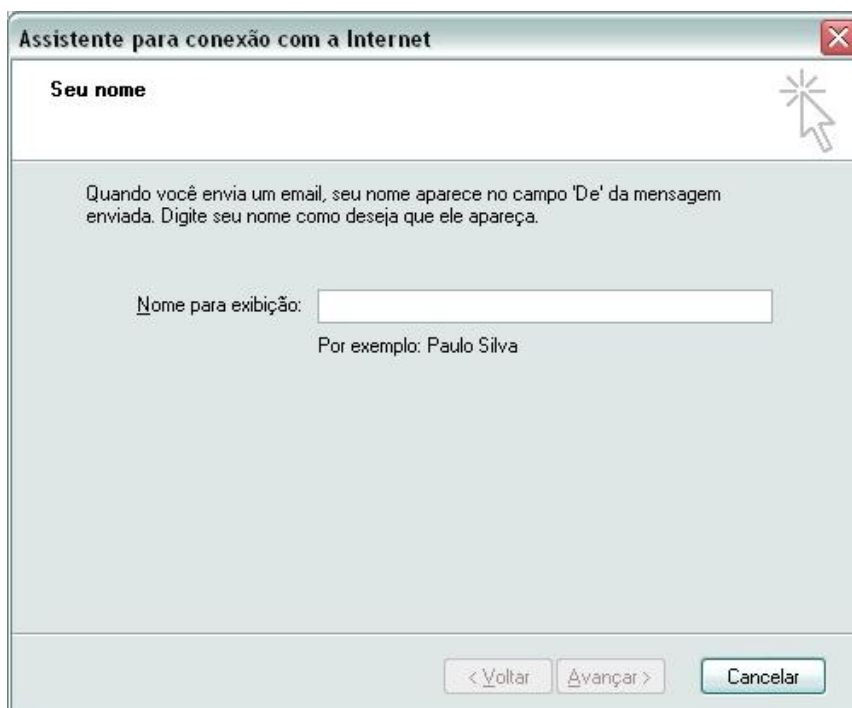 Assistente para conexão com a Internet
Seu nome
Quando você envia um email, seu nome aparece no campo 'De' da mensagem
enviada. Digite seu nome como deseja que ele apareça.
Nome para exibição:
Por exemplo: Paulo Silva
< Voltar Avançar > Cancelar